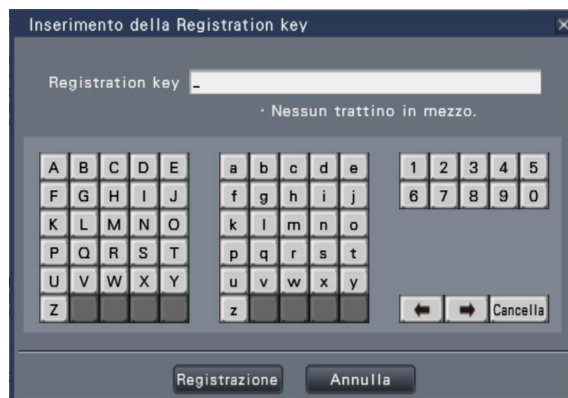 Inserimento della Registration key
Registration key _
· Nessun trattino in mezzo.
A B C D E a b c d e 1 2 3 4 5
F G H I J f g h i j 6 7 8 9 0
K L M N O k l m n o
P Q R S T p q r s t
U V W X Y u v w x y
Z z ← → Cancella
Registrazione Annulla